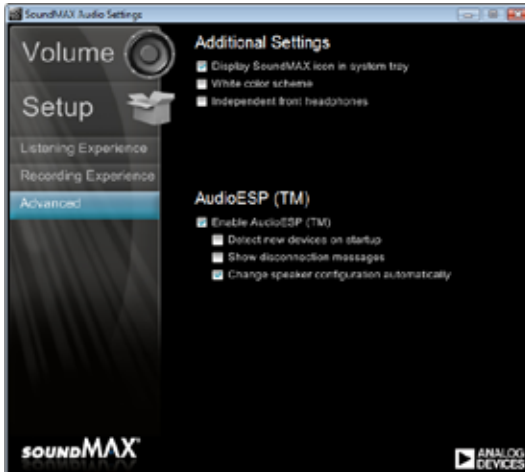 SoundMAX Audio Settings
Volume
Setup
Listening Experience
Recording Experience
Advanced
Additional Settings
Display SoundMAX icon in system tray
White color scheme
Independent front headphones
AudioESP (TM)
Enable AudioESP (TM)
Detect new devices on startup
Show disconnection messages
Change speaker configuration automatically
SOUNDMAX®
ANALOG
DEVICES